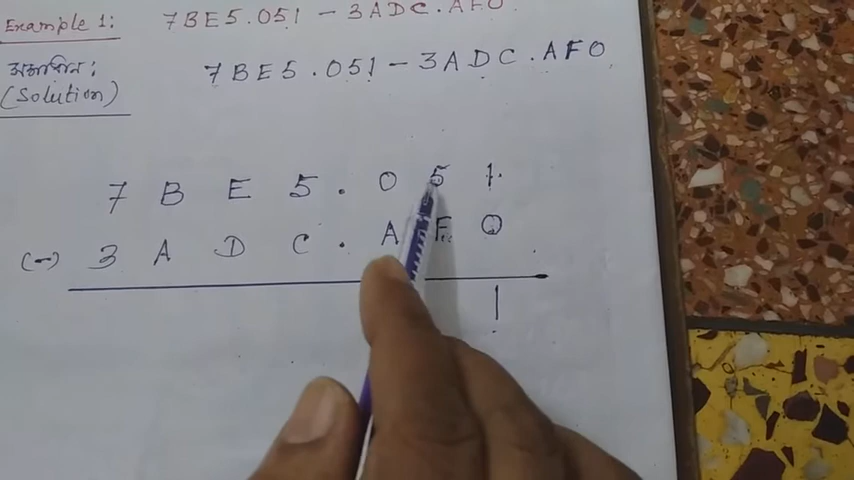 Example 1: 7BE5.051 - 3ADC.AF0
সমাধান:
(Solution) 7BE5.051 - 3ADC.AF0
7 B E 5 . 0 5 1
(-) 3 A D C . A F 0
1